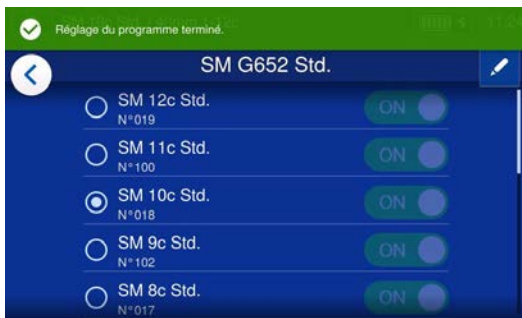 Réglage du programme terminé.
SM G652 Std.
SM 12c Std.
N°019
ON
SM 11c Std.
N°100
ON
SM 10c Std.
N°018
ON
SM 9c Std.
N°102
ON
SM 8c Std.
N°017
ON